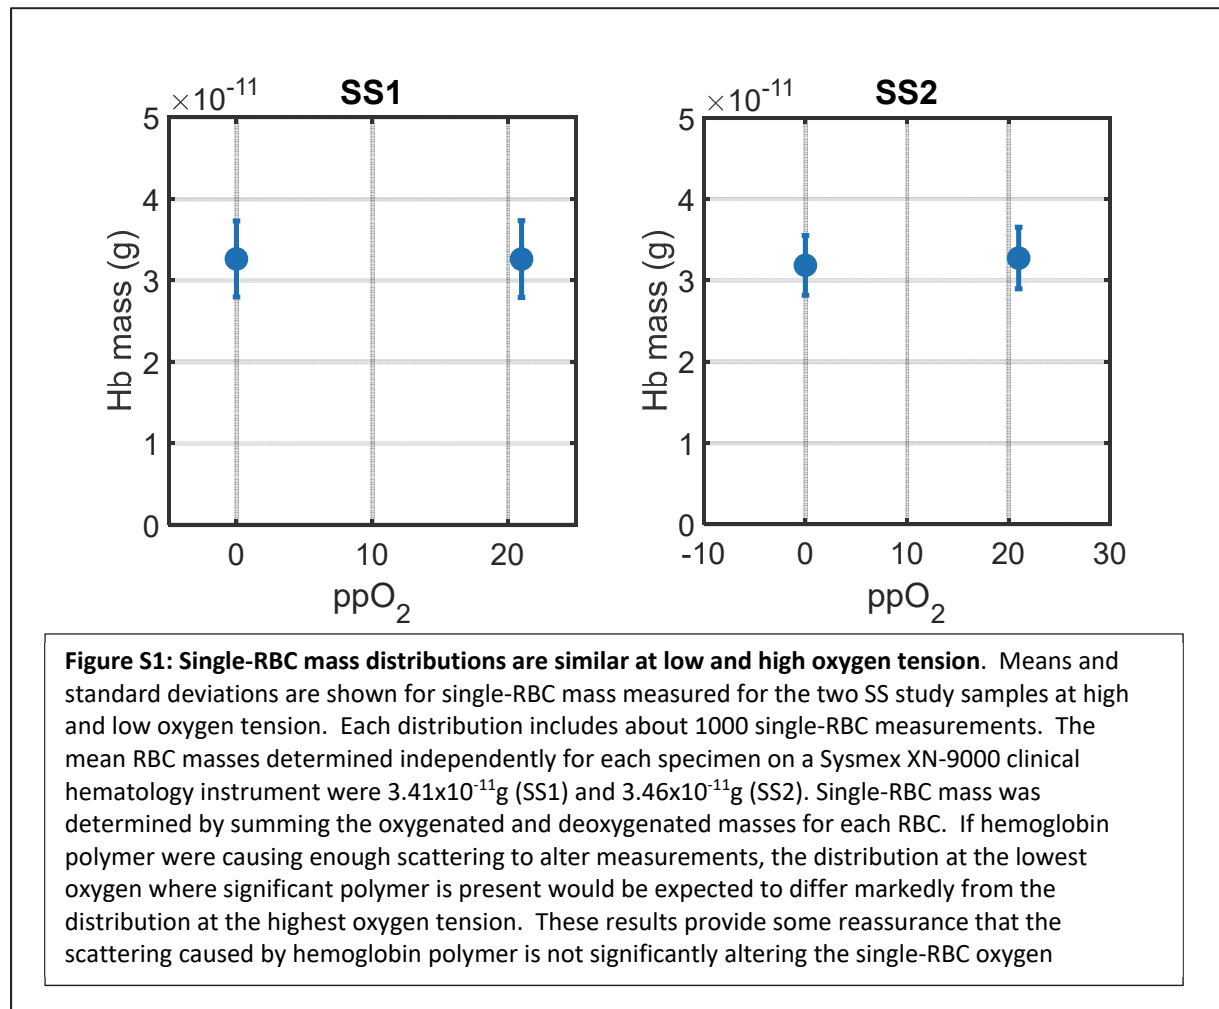 ×10⁻¹¹ SS1
5
4
3
2
1
0
Hb mass (g)
0 10 20
ppO₂
×10⁻¹¹ SS2
5
4
3
2
1
0
Hb mass (g)
-10 0 10 20 30
ppO₂
Figure S1: Single-RBC mass distributions are similar at low and high oxygen tension. Means and
standard deviations are shown for single-RBC mass measured for the two SS study samples at high
and low oxygen tension. Each distribution includes about 1000 single-RBC measurements. The
mean RBC masses determined independently for each specimen on a Sysmex XN-9000 clinical
hematology instrument were 3.41x10⁻¹¹g (SS1) and 3.46x10⁻¹¹g (SS2). Single-RBC mass was
determined by summing the oxygenated and deoxygenated masses for each RBC. If hemoglobin
polymer were causing enough scattering to alter measurements, the distribution at the lowest
oxygen where significant polymer is present would be expected to differ markedly from the
distribution at the highest oxygen tension. These results provide some reassurance that the
scattering caused by hemoglobin polymer is not significantly altering the single-RBC oxygen